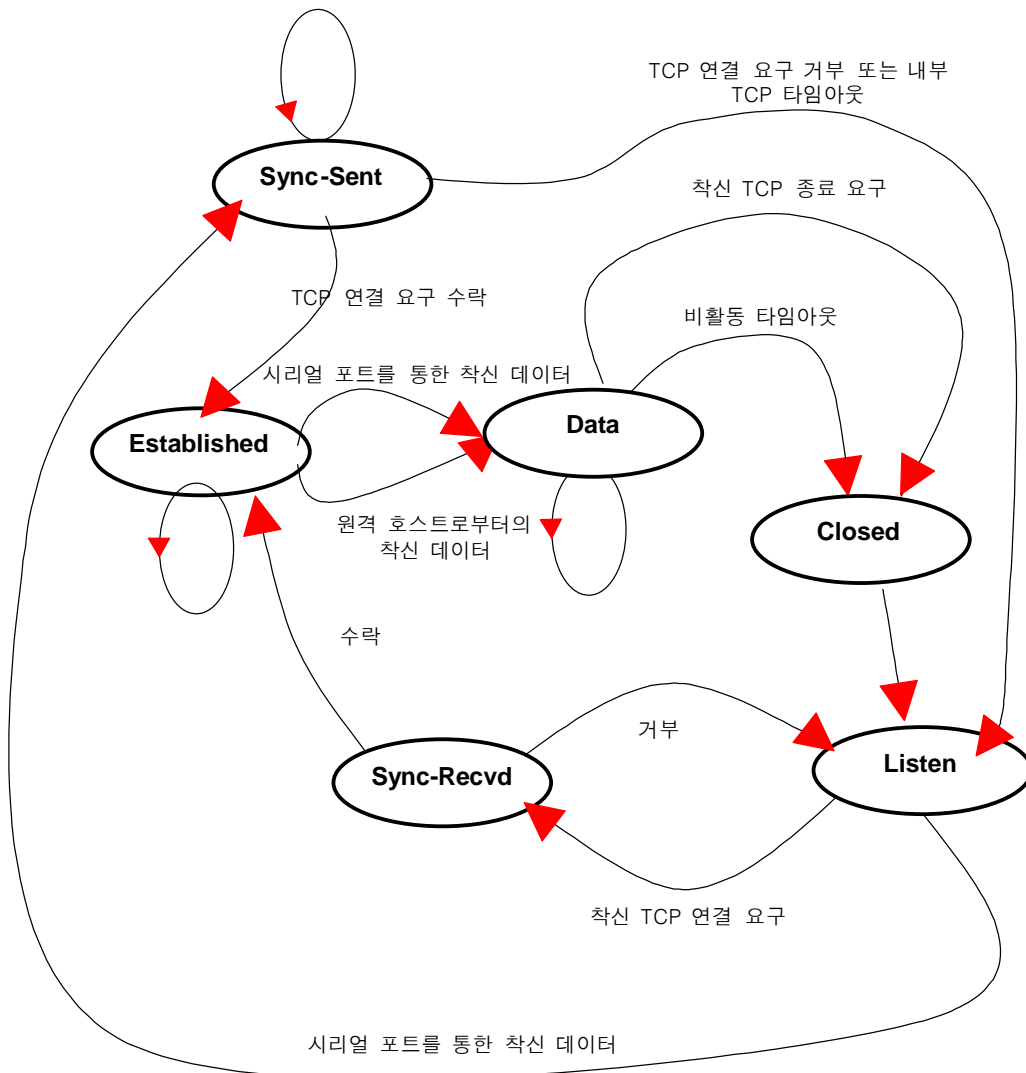 TCP 연결 요구 거부 또는 내부
TCP 타임아웃
Sync-Sent
착신 TCP 종료 요구
TCP 연결 요구 수락
비활동 타임아웃
시리얼 포트를 통한 착신 데이터
Data
Established
원격 호스트로부터의
착신 데이터
Closed
수락
거부
Sync-Recvd
Listen
착신 TCP 연결 요구
시리얼 포트를 통한 착신 데이터